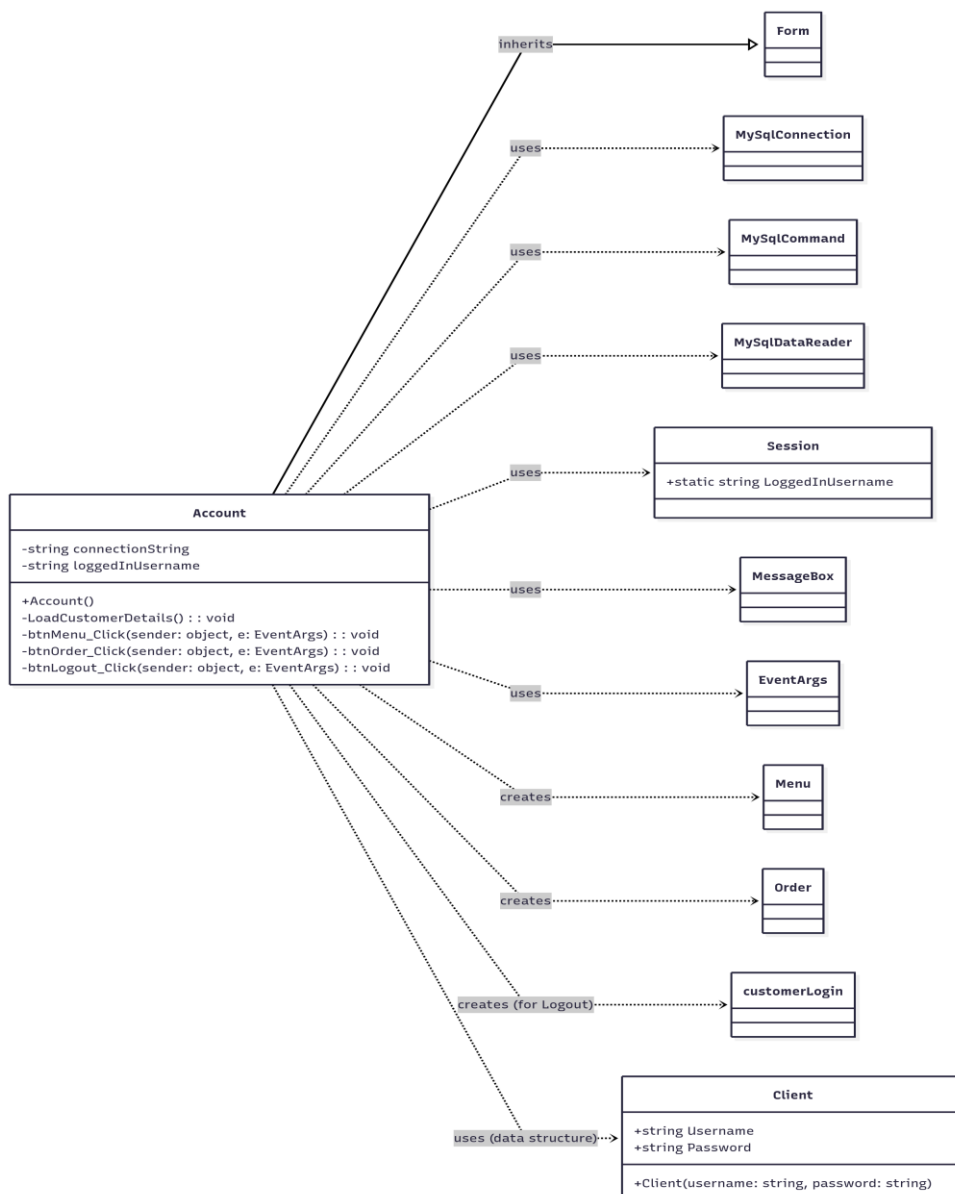 inherits
Form
uses
MySqlConnection
uses
MySqlCommand
uses
MySqlDataReader
uses
Session
+static string LoggedInUsername
Account
-string connectionString
-string loggedInUsername
+Account()
-LoadCustomerDetails() : : void
-btnMenu_Click(sender: object, e: EventArgs) : : void
-btnOrder_Click(sender: object, e: EventArgs) : : void
-btnLogout_Click(sender: object, e: EventArgs) : : void
uses
MessageBox
uses
EventArgs
creates
Menu
creates
Order
creates (for Logout)
customerLogin
uses (data structure)
Client
+string Username
+string Password
+Client(username: string, password: string)